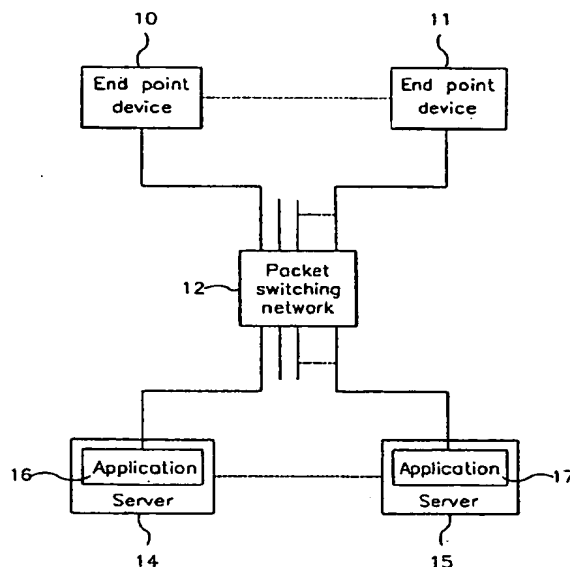 10
11
End point
device
End point
device
12
Packet
switching
network
16
Application
Server
Application
17
Server
14
15